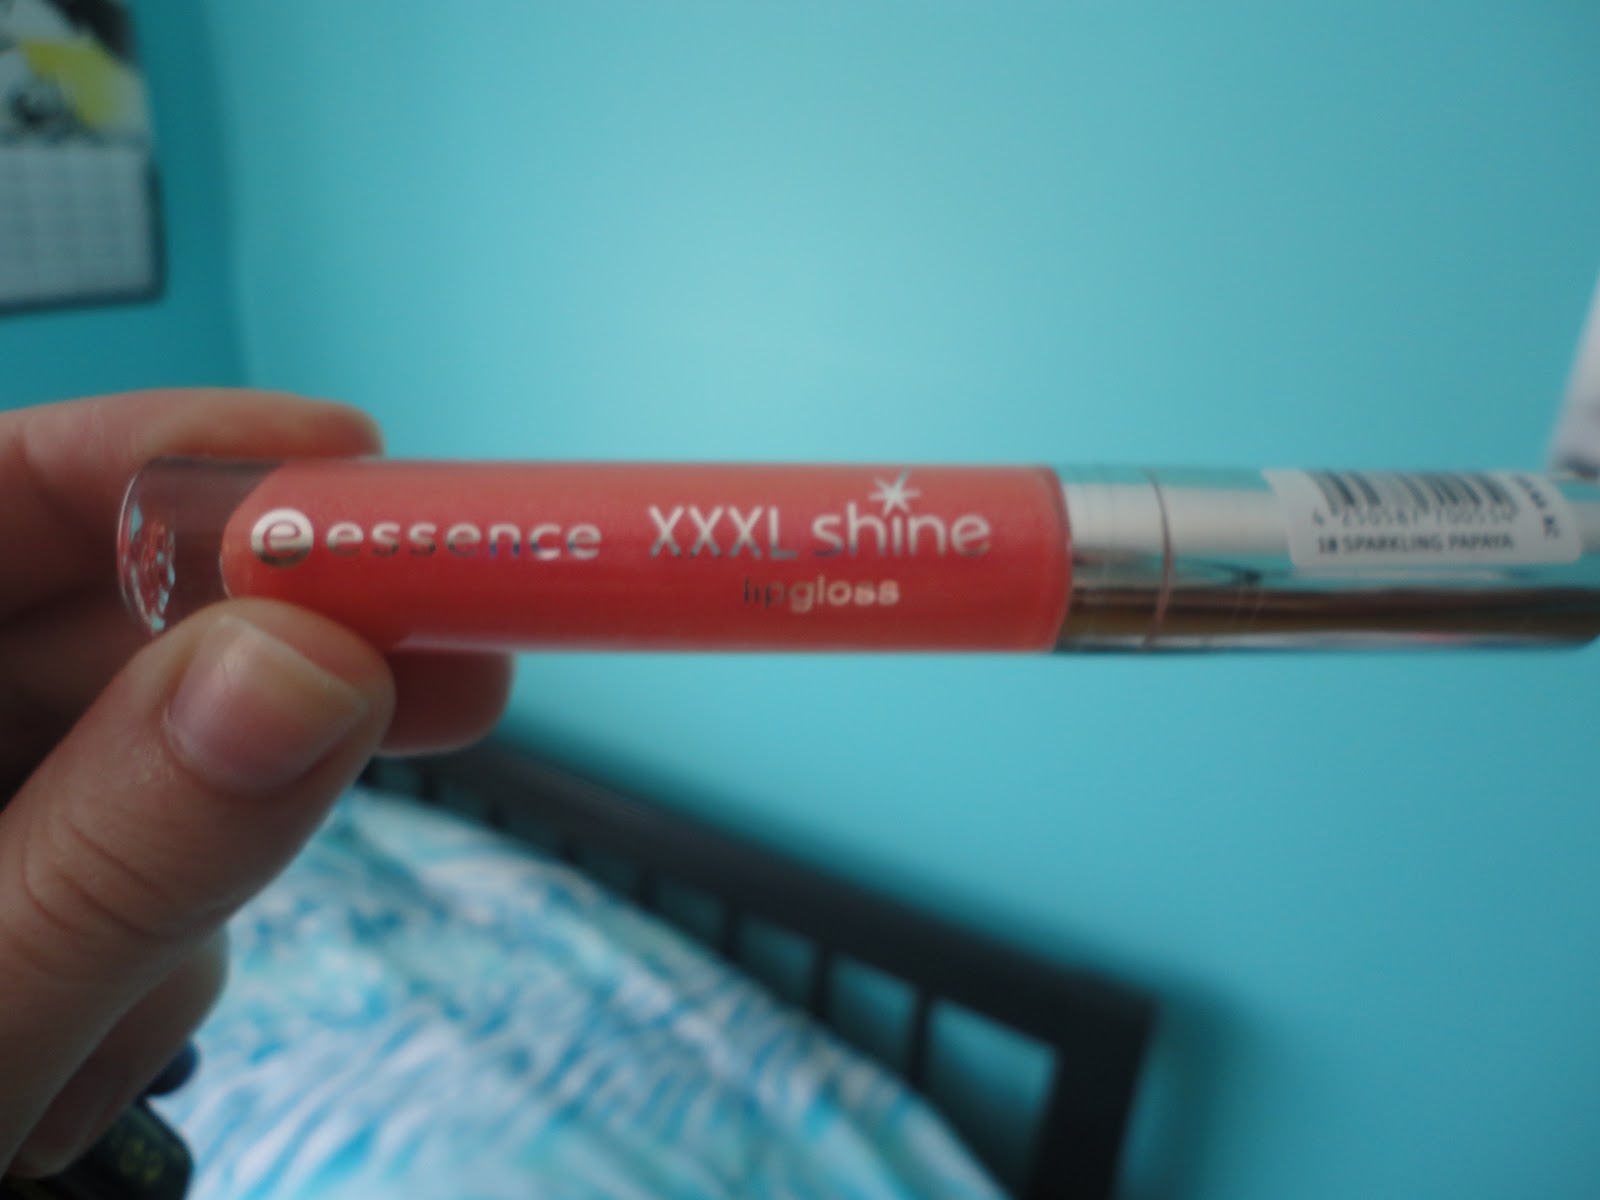 e essence XXXL shine
lipgloss
18 SPARKLING PAPAYA